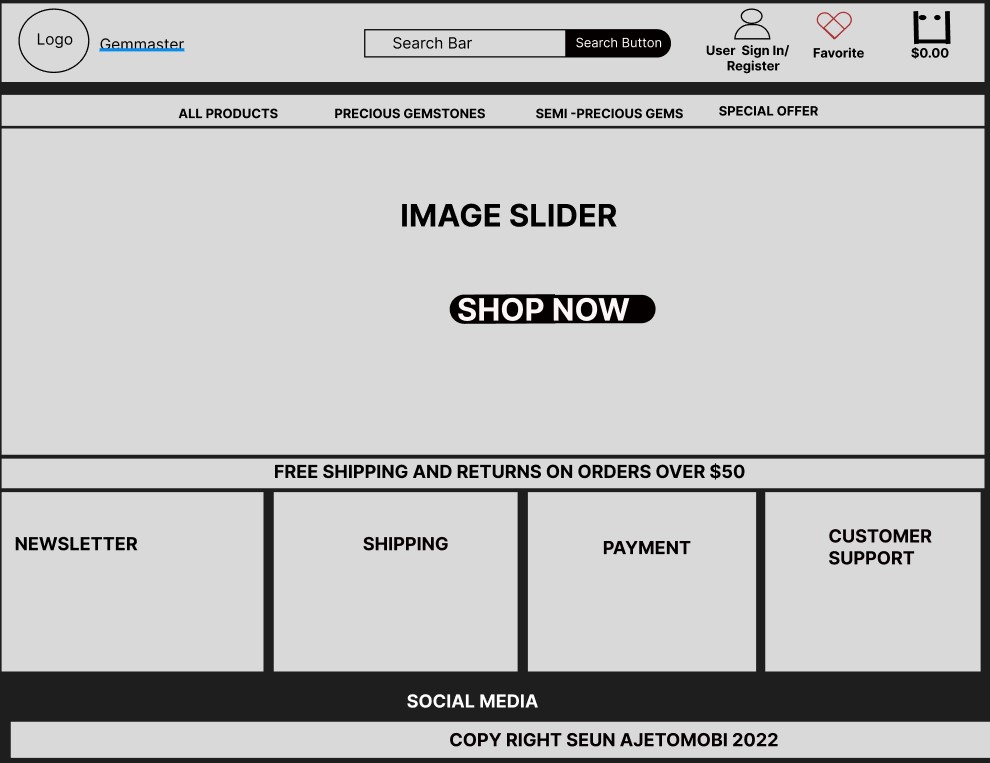 Logo
Gemmaster
Search Bar
Search Button
User Sign In/
Register
Favorite
$0.00
ALL PRODUCTS
PRECIOUS GEMSTONES
SEMI -PRECIOUS GEMS
SPECIAL OFFER
IMAGE SLIDER
SHOP NOW
FREE SHIPPING AND RETURNS ON ORDERS OVER $50
NEWSLETTER
SHIPPING
PAYMENT
CUSTOMER
SUPPORT
SOCIAL MEDIA
COPY RIGHT SEUN AJETOMOBI 2022